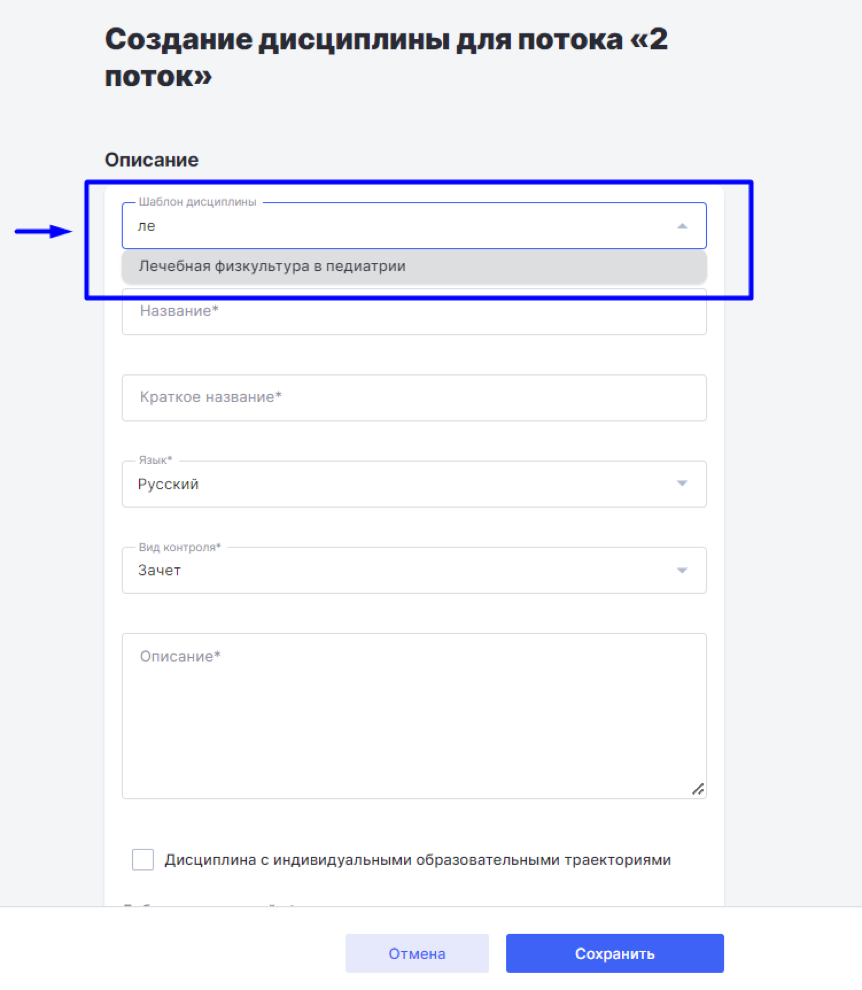 Создание дисциплины для потока «2
поток»
Описание
Шаблон дисциплины
ле
Лечебная физкультура в педиатрии
Название*
Краткое название*
Язык*
Русский
Вид контроля*
Зачет
Описание*
Дисциплина с индивидуальными образовательными траекториями
Отмена
Сохранить